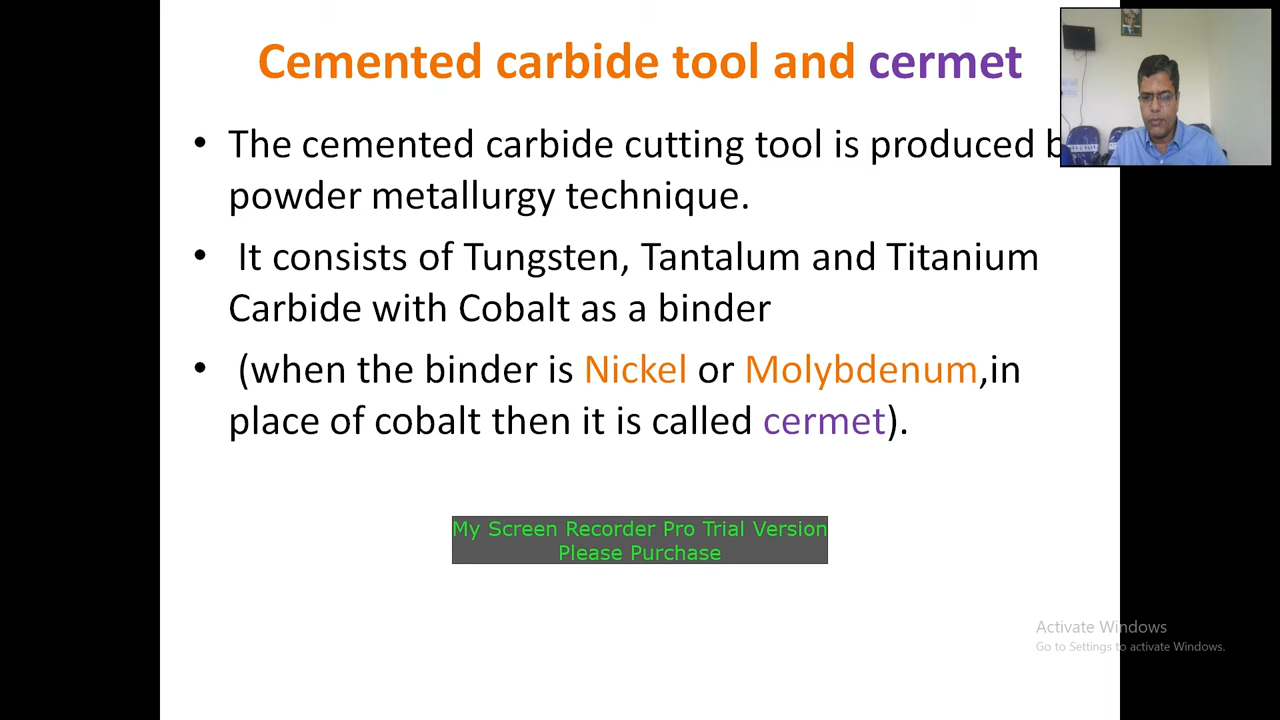 Cemented carbide tool and cermet
• The cemented carbide cutting tool is produced
powder metallurgy technique.
• It consists of Tungsten, Tantalum and Titanium
Carbide with Cobalt as a binder
• (when the binder is Nickel or Molybdenum,in
place of cobalt then it is called cermet).
My Screen Recorder Pro Trial Version
Please Purchase
Activate Windows
Go to Settings to activate Windows.